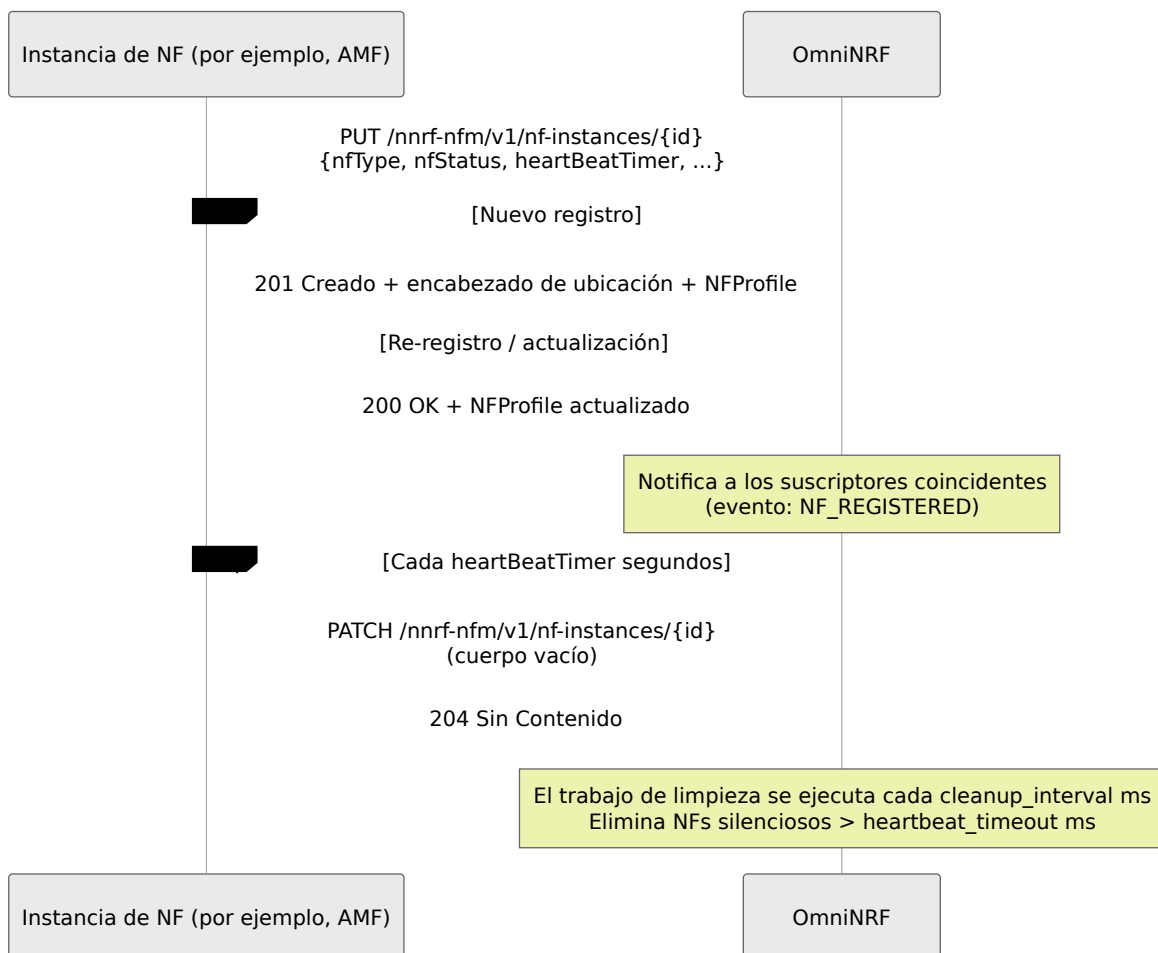 Instancia de NF (por ejemplo, AMF)
OmniNRF
PUT /nnrf-nfm/v1/nf-instances/{id}
{nfType, nfStatus, heartBeatTimer, ...}
[Nuevo registro]
201 Creado + encabezado de ubicación + NFProfile
[Re-registro / actualización]
200 OK + NFProfile actualizado
Notifica a los suscriptores coincidentes
(evento: NF_REGISTERED)
[Cada heartBeatTimer segundos]
PATCH /nnrf-nfm/v1/nf-instances/{id}
(cuerpo vacío)
204 Sin Contenido
El trabajo de limpieza se ejecuta cada cleanup_interval ms
Elimina NFs silenciosos > heartbeat_timeout ms
Instancia de NF (por ejemplo, AMF)
OmniNRF